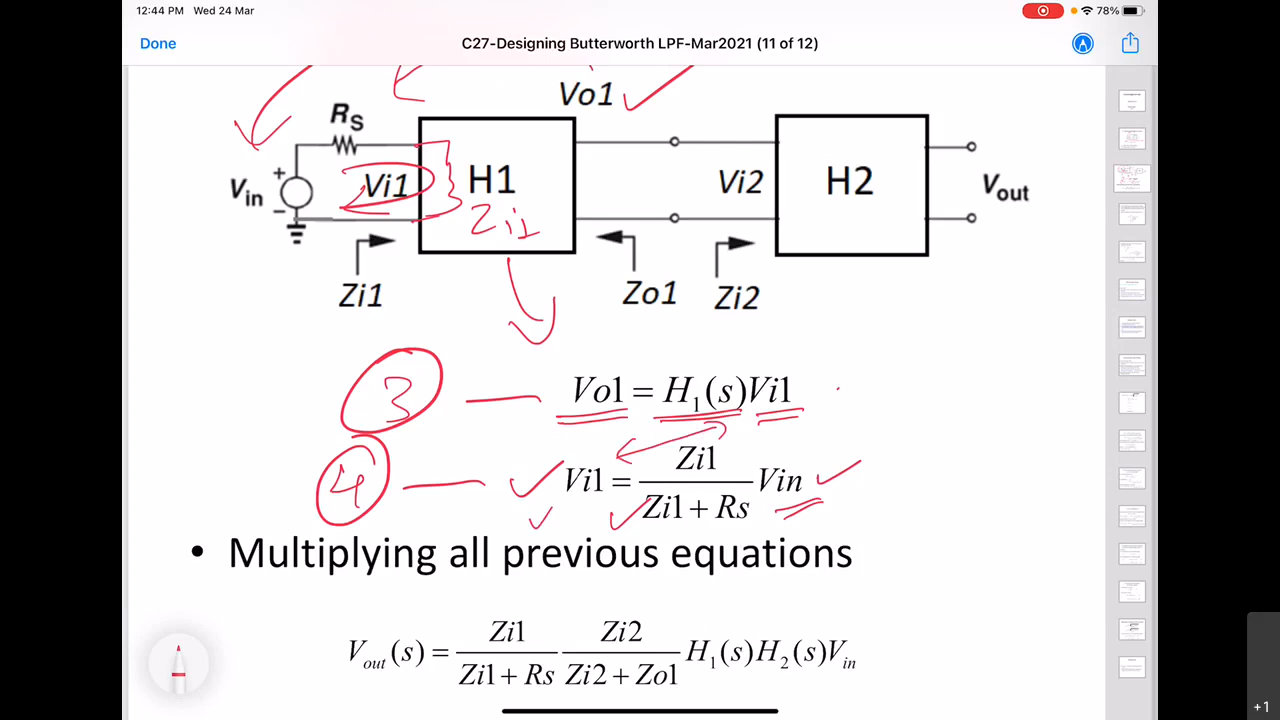 12:44 PM Wed 24 Mar 78%
Done C27-Designing Butterworth LPF-Mar2021 (11 of 12)
Vo1
RS
Vin + − Vi1 H1 Vi2 H2 Vout
Zi1
Zi1 Zo1 Zi2
3 — Vo1 = H1(s)Vi1
4 — Vi1 = Zi1 / Zi1 + Rs Vin
• Multiplying all previous equations
Vout(s) = Zi1 / Zi1 + Rs Zi2 / Zi2 + Zo1 H1(s)H2(s)Vin
+1